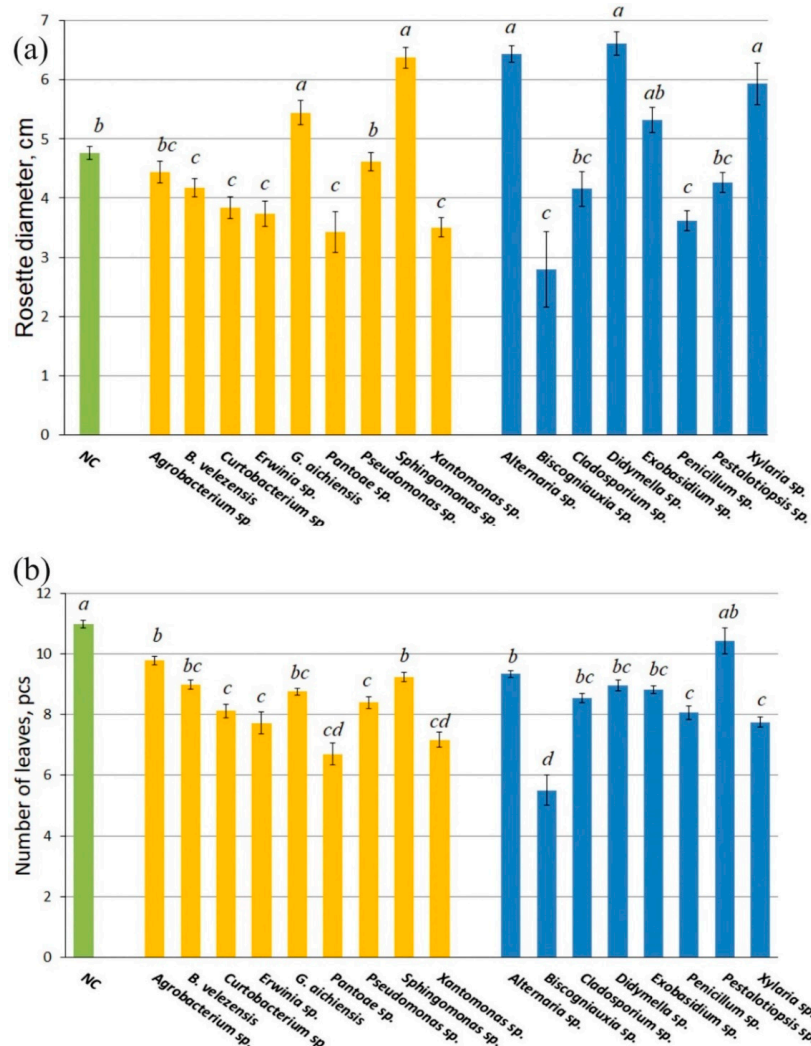 (a)
Rosette diameter, cm
7
6
5
4
3
2
1
0
b
bc
c
c
c
a
c
b
a
c
a
c
bc
a
ab
c
bc
a
NC
Agrobacterium sp
B. velezensis
Curtobacterium sp
Erwinia sp.
G. aichiensis
Pantoae sp.
Pseudomonas sp.
Sphingomonas sp.
Xantomonas sp.
Alternaria sp.
Biscogniauxia sp.
Cladosporium sp.
Didymella sp.
Exobasidium sp.
Penicillum sp.
Pestalotiopsis sp.
Xylaria sp.
(b)
Number of leaves, pcs
12
10
8
6
4
2
0
a
b
bc
c
c
bc
cd
c
b
cd
b
d
bc
bc
bc
c
ab
c
NC
Agrobacterium sp.
B. velezensis
Curtobacterium sp.
Erwinia sp.
G. aichiensis
Pantoae sp.
Pseudomonas sp.
Sphingomonas sp.
Xantomonas sp.
Alternaria sp.
Biscogniauxia sp.
Cladosporium sp.
Didymella sp.
Exobasidium sp.
Penicillum sp.
Pestalotiopsis sp.
Xylaria sp.